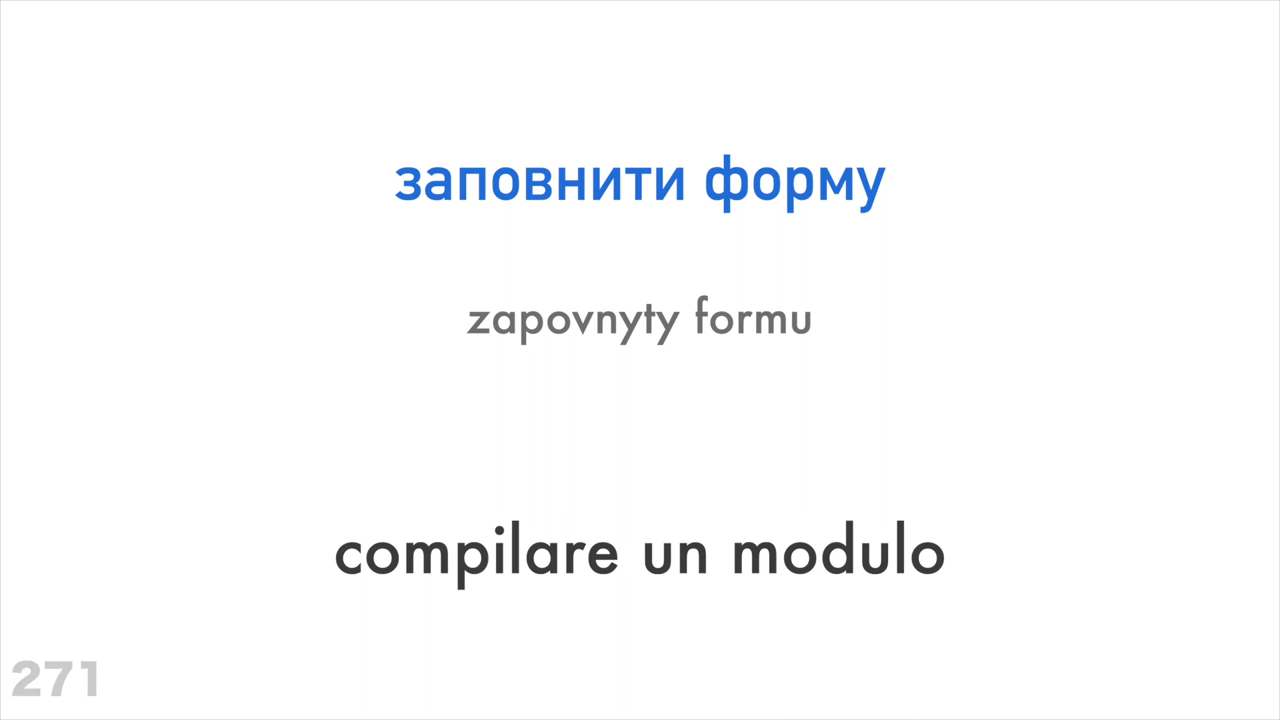 заповнити форму
zapovnyty formu
compilare un modulo
271